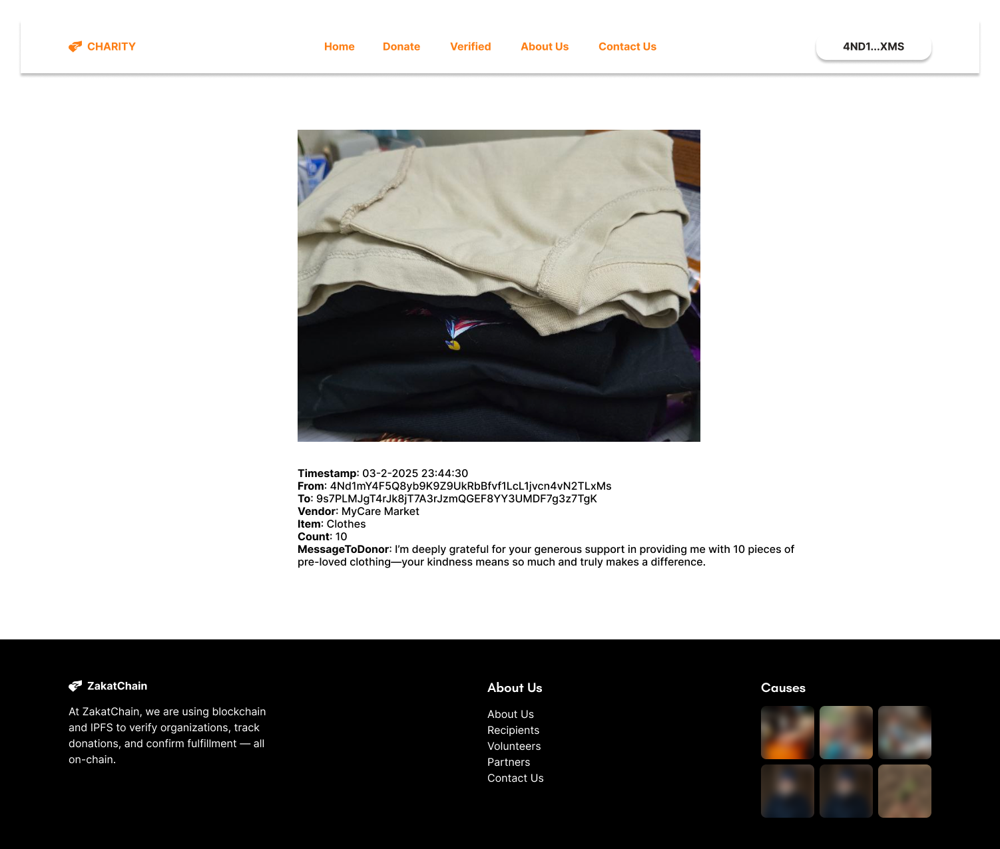 CHARITY
Home
Donate
Verified
About Us
Contact Us
4ND1...XMS
Timestamp: 03-2-2025 23:44:30
From: 4Nd1mY4F5Q8yb9K9Z9UkRbBfvf1LcL1jvcn4vN2TLxMs
To: 9s7PLMJgT4rJk8jT7A3rJzmQGEF8YY3UMDF7g3z7TgK
Vendor: MyCare Market
Item: Clothes
Count: 10
MessageToDonor: I’m deeply grateful for your generous support in providing me with 10 pieces of
pre-loved clothing—your kindness means so much and truly makes a difference.
ZakatChain
At ZakatChain, we are using blockchain
and IPFS to verify organizations, track
donations, and confirm fulfillment — all
on-chain.
About Us
About Us
Recipients
Volunteers
Partners
Contact Us
Causes